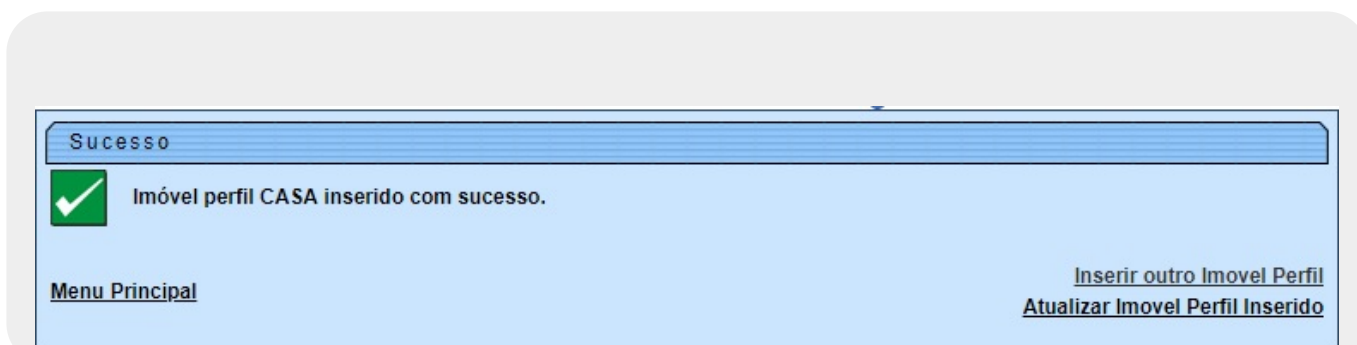 Sucesso
Imóvel perfil CASA inserido com sucesso.
Inserir outro Imovel Perfil
Menu Principal
Atualizar Imovel Perfil Inserido